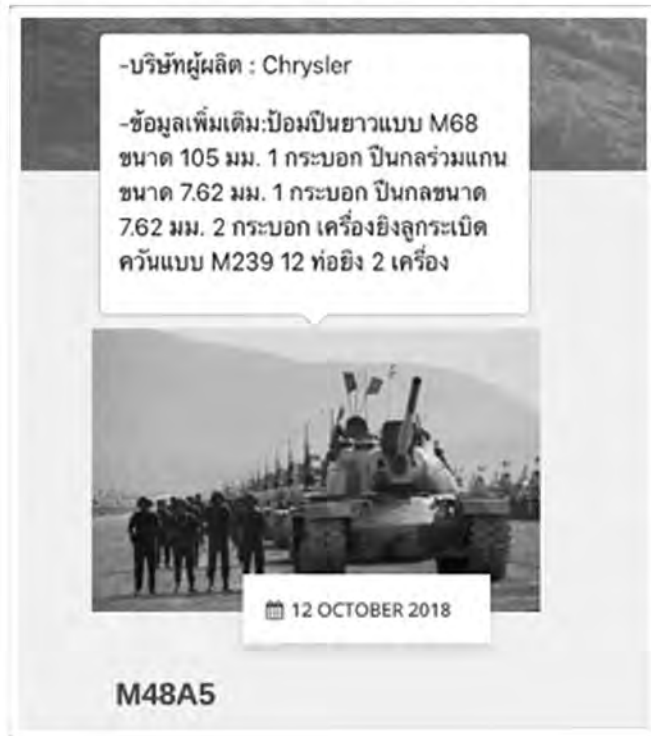 -บริษัทผู้ผลิต : Chrysler
-ข้อมูลเพิ่มเติม:ป้อมปืนยาวแบบ M68
ขนาด 105 มม. 1 กระบอก ปืนกลร่วมแกน
ขนาด 7.62 มม. 1 กระบอก ปืนกลขนาด
7.62 มม. 2 กระบอก เครื่องยิงลูกระเบิด
ควันแบบ M239 12 ท่อยิง 2 เครื่อง
12 OCTOBER 2018
M48A5